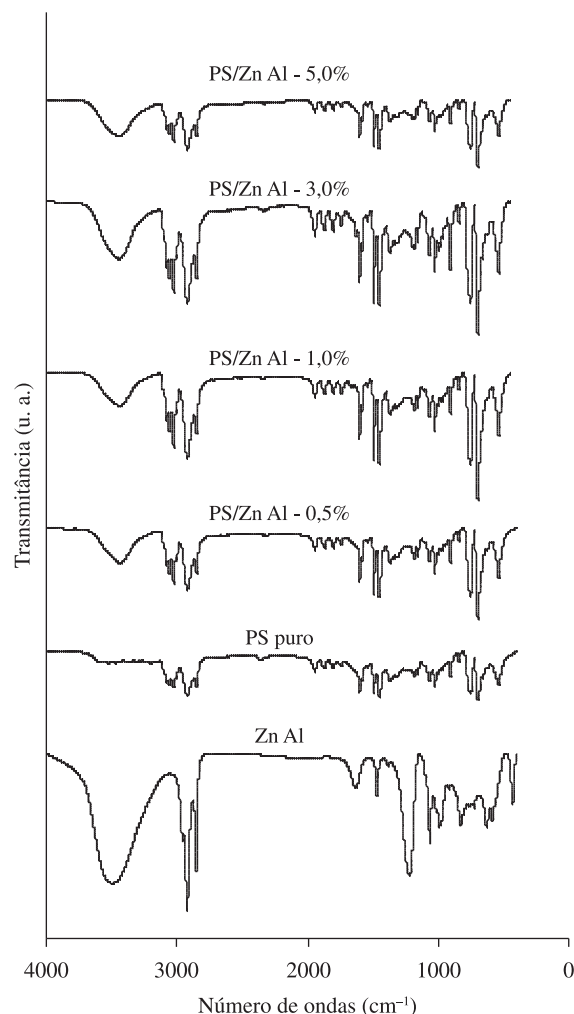 PS/Zn Al - 5,0%
PS/Zn Al - 3,0%
PS/Zn Al - 1,0%
PS/Zn Al - 0,5%
PS puro
Zn Al
Transmitância (u. a.)
4000 3000 2000 1000 0
Número de ondas (cm⁻¹)